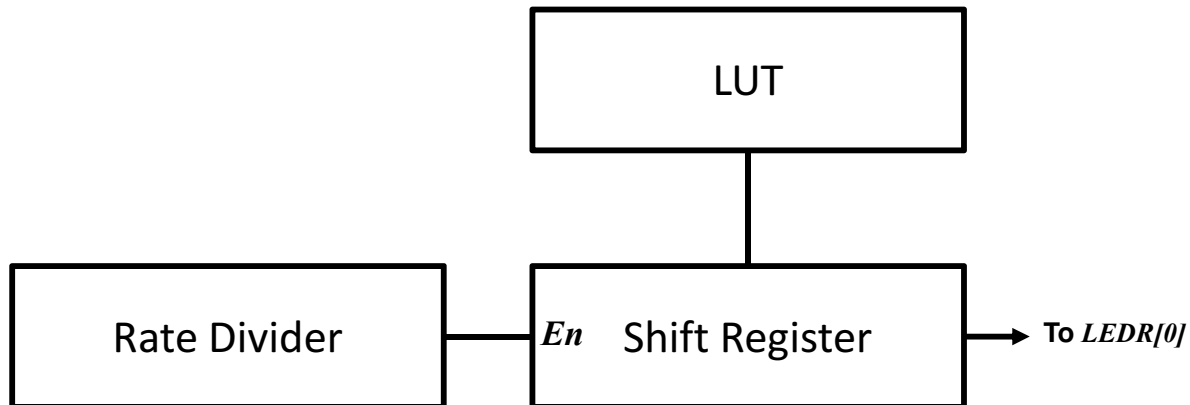 LUT
Rate Divider
En
Shift Register
To LEDR[0]